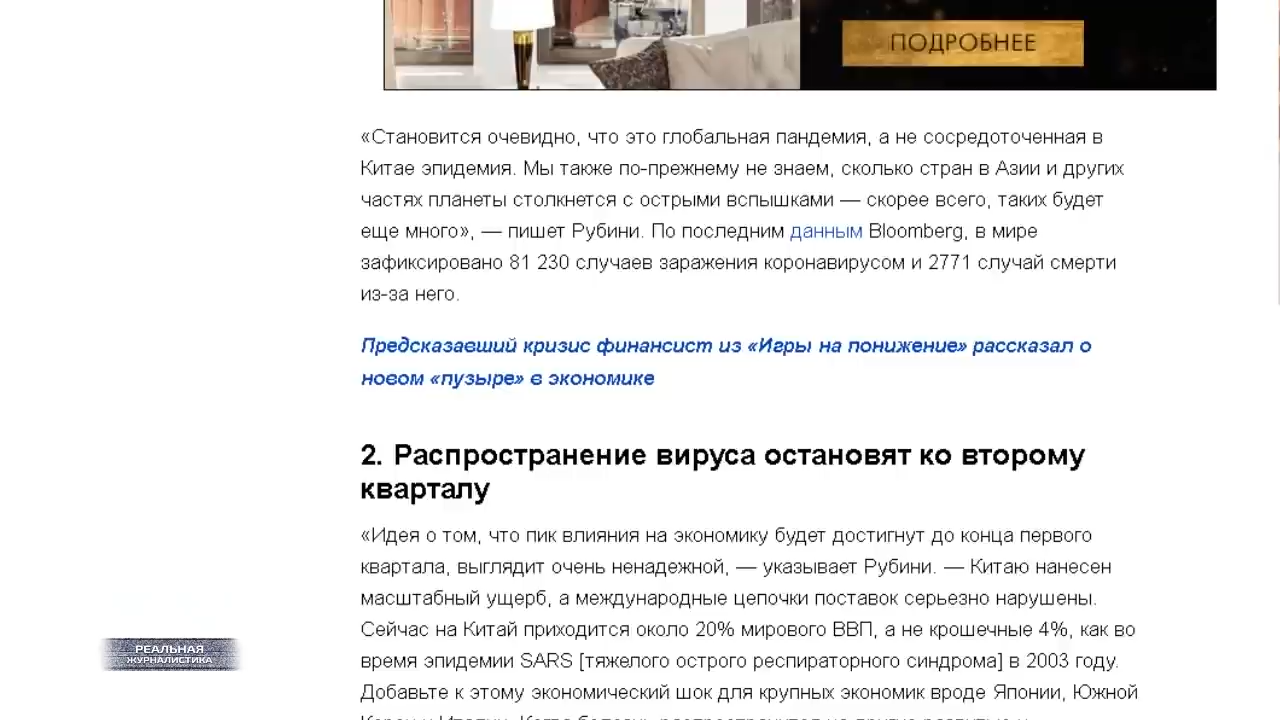 ПОДРОБНЕЕ
«Становится очевидно, что это глобальная пандемия, а не сосредоточенная в
Китае эпидемия. Мы также по-прежнему не знаем, сколько стран в Азии и других
частях планеты столкнется с острыми вспышками — скорее всего, таких будет
еще много», — пишет Рубини. По последним данным Bloomberg, в мире
зафиксировано 81 230 случаев заражения коронавирусом и 2771 случай смерти
из-за него.
Предсказавший кризис финансист из «Игры на понижение» рассказал о
новом «пузыре» в экономике
2. Распространение вируса остановят ко второму
кварталу
«Идея о том, что пик влияния на экономику будет достигнут до конца первого
квартала, выглядит очень ненадежной, — указывает Рубини. — Китаю нанесен
масштабный ущерб, а международные цепочки поставок серьезно нарушены.
Сейчас на Китай приходится около 20% мирового ВВП, а не крошечные 4%, как во
время эпидемии SARS [тяжелого острого респираторного синдрома] в 2003 году.
Добавьте к этому экономический шок для крупных экономик вроде Японии, Южной
РЕАЛЬНАЯ
ЖУРНАЛИСТИКА